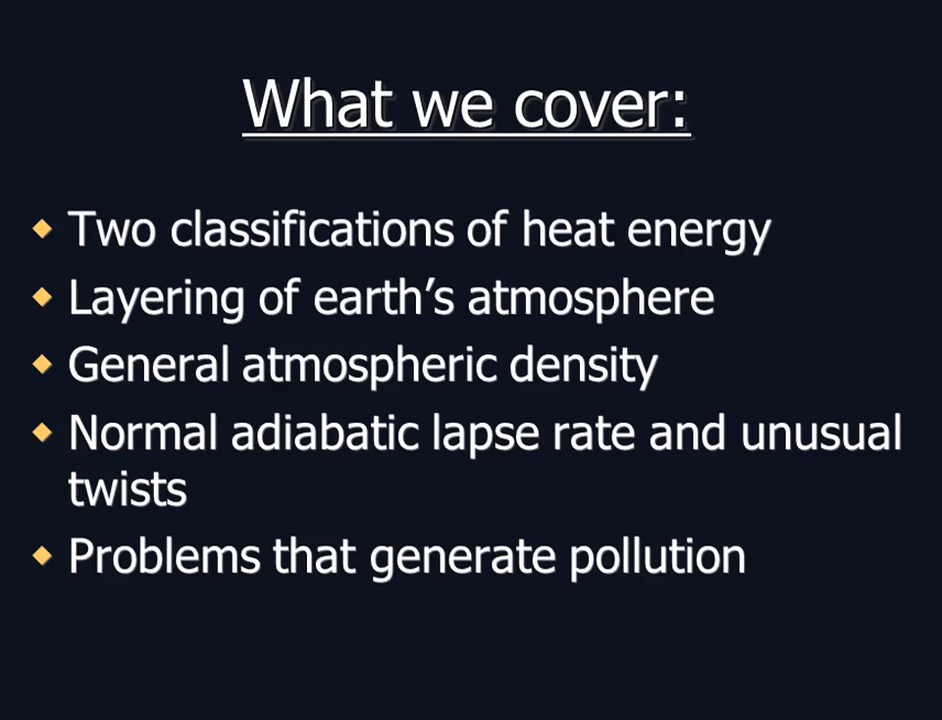 What we cover:
Two classifications of heat energy
Layering of earth’s atmosphere
General atmospheric density
Normal adiabatic lapse rate and unusual
twists
Problems that generate pollution